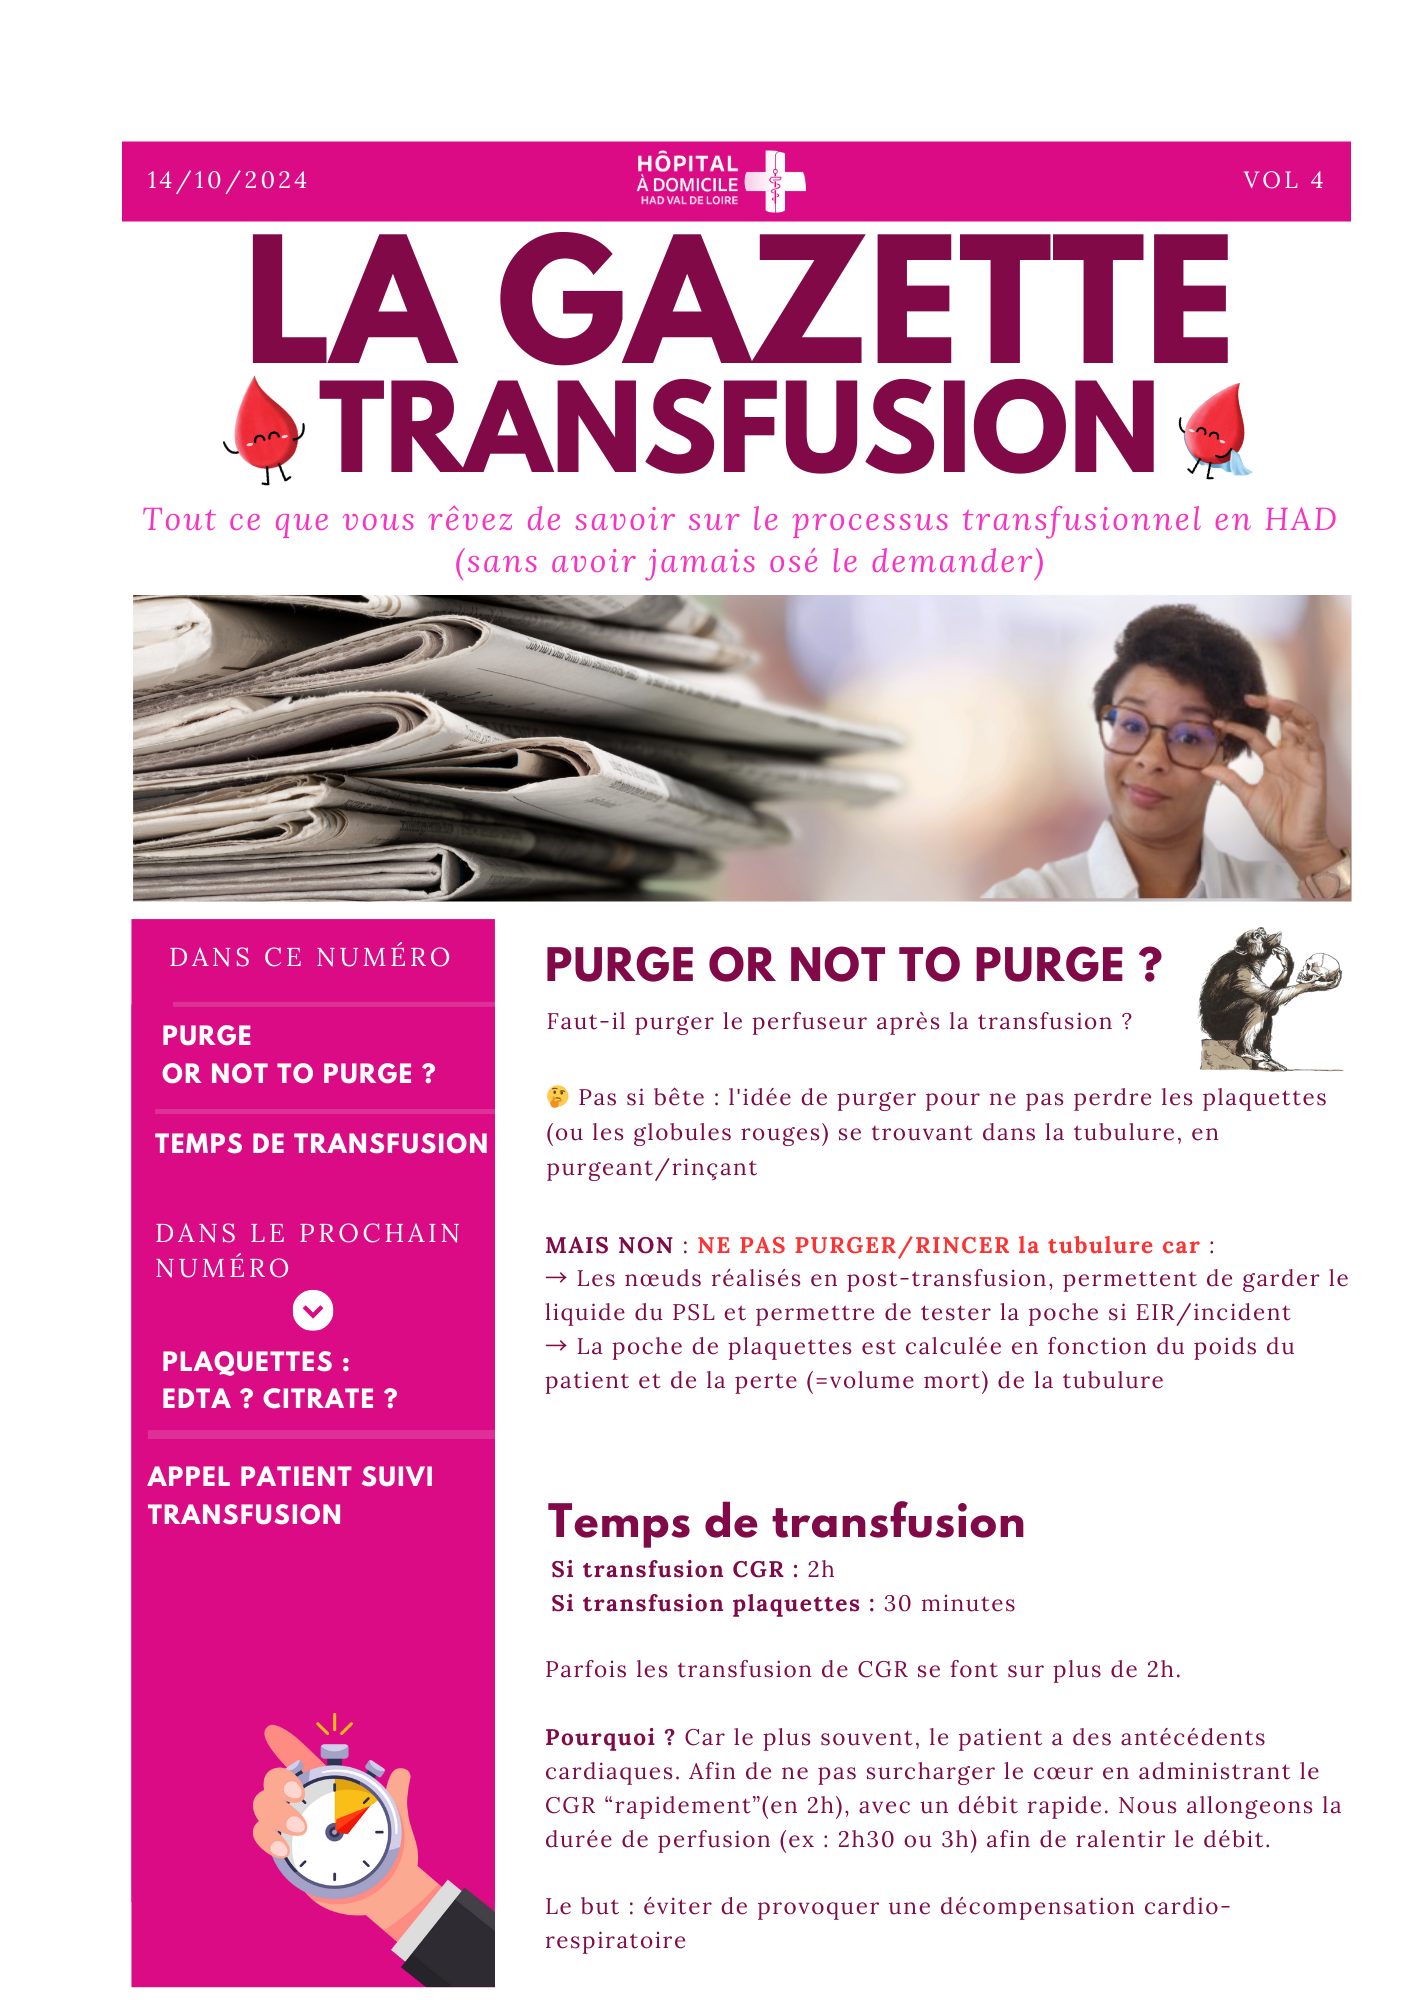 14/10/2024
HÔPITAL
À DOMICILE
HAD VAL DE LOIRE
VOL 4
LA GAZETTE
TRANSFUSION
Tout ce que vous rêvez de savoir sur le processus transfusionnel en HAD
(sans avoir jamais osé le demander)
DANS CE NUMÉRO
PURGE
OR NOT TO PURGE ?
TEMPS DE TRANSFUSION
DANS LE PROCHAIN
NUMÉRO
PLAQUETTES :
EDTA ? CITRATE ?
APPEL PATIENT SUIVI
TRANSFUSION
PURGE OR NOT TO PURGE ?
Faut-il purger le perfuseur après la transfusion ?
🤔 Pas si bête : l'idée de purger pour ne pas perdre les plaquettes
(ou les globules rouges) se trouvant dans la tubulure, en
purgeant/rinçant
MAIS NON : NE PAS PURGER/RINCER la tubulure car :
→ Les nœuds réalisés en post-transfusion, permettent de garder le
liquide du PSL et permettre de tester la poche si EIR/incident
→ La poche de plaquettes est calculée en fonction du poids du
patient et de la perte (=volume mort) de la tubulure
Temps de transfusion
Si transfusion CGR : 2h
Si transfusion plaquettes : 30 minutes
Parfois les transfusion de CGR se font sur plus de 2h.
Pourquoi ? Car le plus souvent, le patient a des antécédents
cardiaques. Afin de ne pas surcharger le cœur en administrant le
CGR “rapidement”(en 2h), avec un débit rapide. Nous allongeons la
durée de perfusion (ex : 2h30 ou 3h) afin de ralentir le débit.
Le but : éviter de provoquer une décompensation cardio-
respiratoire